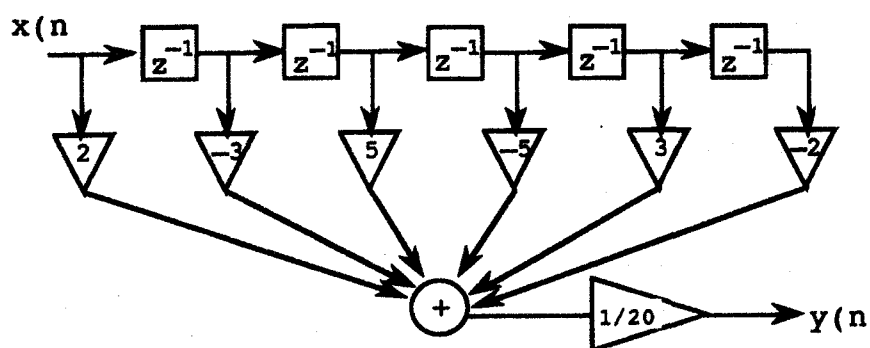 x(n
z⁻¹ z⁻¹ z⁻¹ z⁻¹ z⁻¹
2 −3 5 −5 3 −2
+ 1/20 y(n